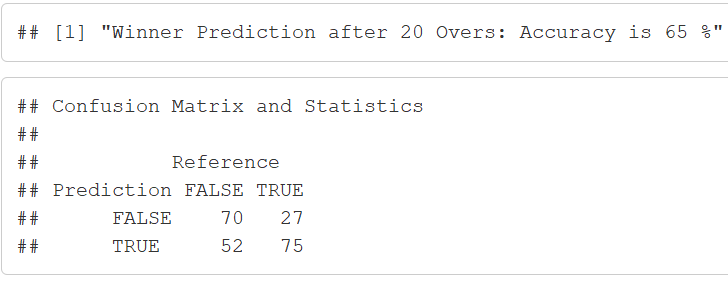 ## [1] "Winner Prediction after 20 Overs: Accuracy is 65 %"
## Confusion Matrix and Statistics
##
##           Reference
## Prediction FALSE TRUE
##      FALSE    70   27
##      TRUE     52   75